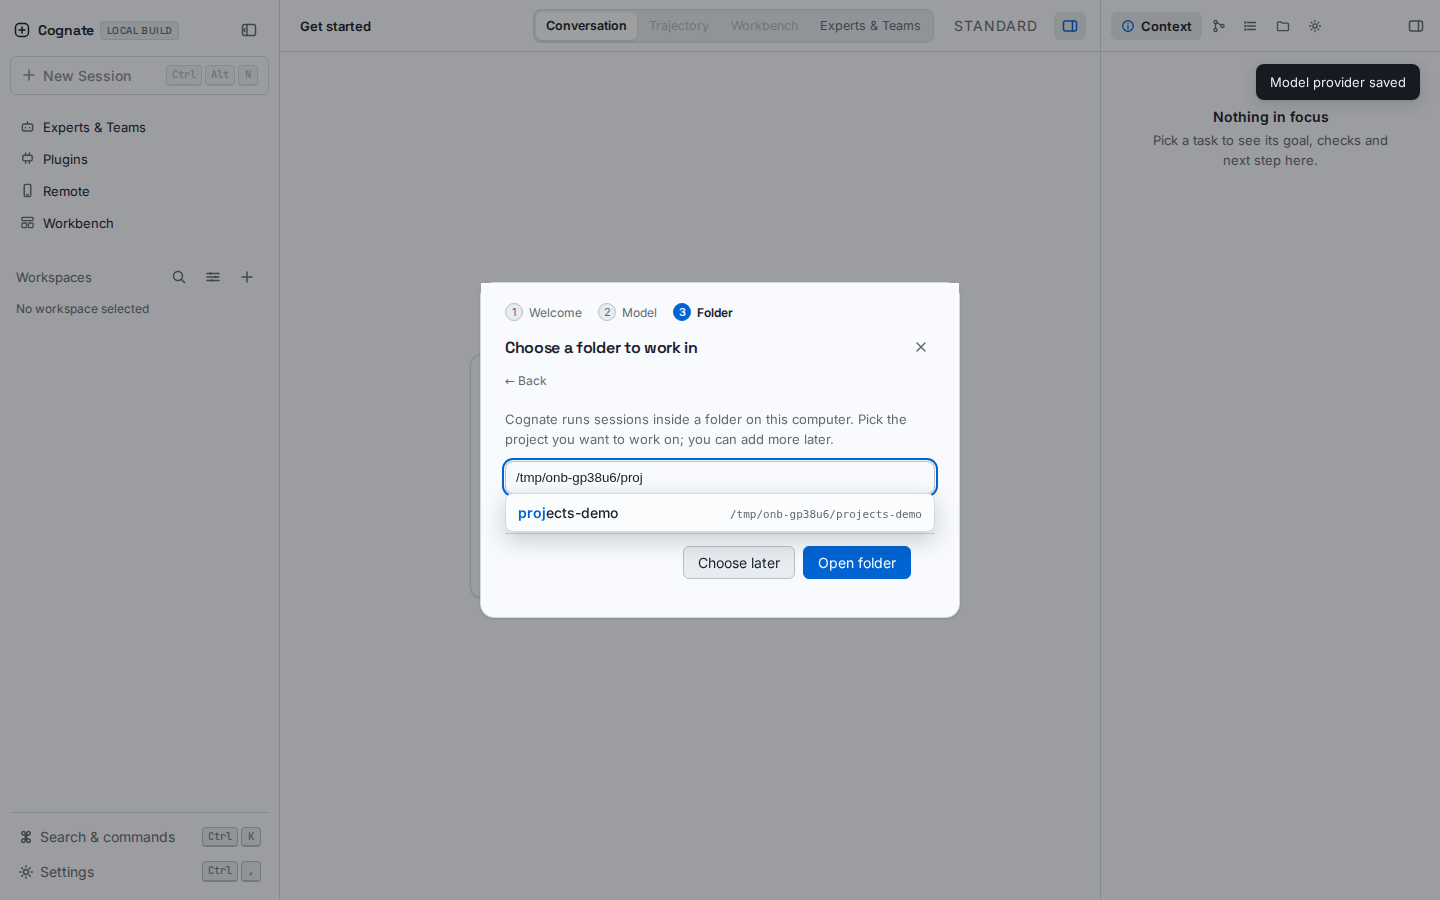 Cognate LOCAL BUILD
New Session Ctrl Alt N
Experts & Teams
Plugins
Remote
Workbench
Workspaces
No workspace selected
Search & commands Ctrl K
Settings Ctrl ,
Get started
Conversation Trajectory Workbench Experts & Teams
STANDARD
Context
Model provider saved
Nothing in focus
Pick a task to see its goal, checks and
next step here.
1 Welcome 2 Model 3 Folder
Choose a folder to work in
← Back
Cognate runs sessions inside a folder on this computer. Pick the
project you want to work on; you can add more later.
/tmp/onb-gp38u6/proj
projects-demo /tmp/onb-gp38u6/projects-demo
Choose later Open folder